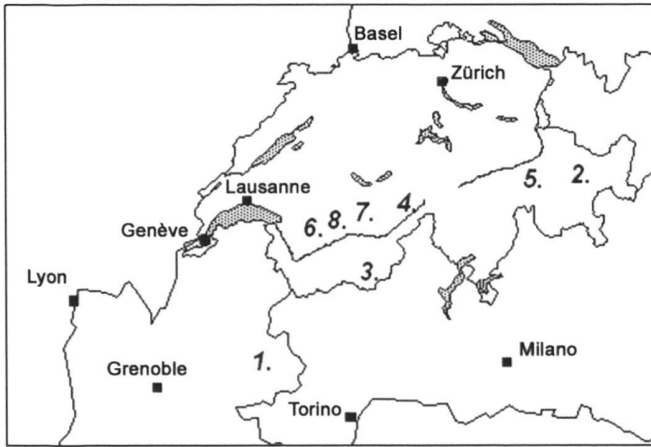 Basel
Zürich
5. 2.
Lausanne
6. 8. 7. 4.
Genève
3.
Lyon
1.
Milano
Grenoble
Torino